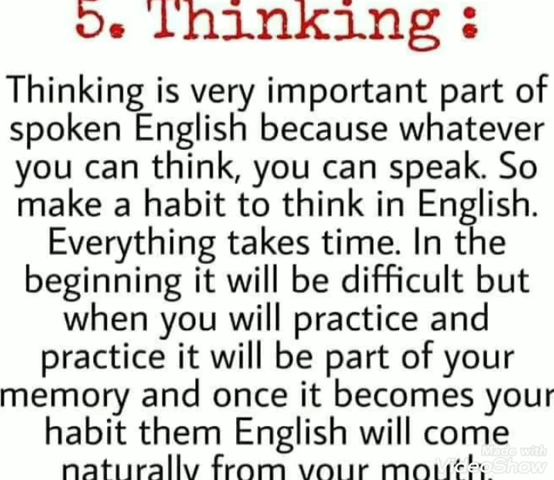 5. Thinking :
Thinking is very important part of
spoken English because whatever
you can think, you can speak. So
make a habit to think in English.
Everything takes time. In the
beginning it will be difficult but
when you will practice and
practice it will be part of your
memory and once it becomes your
habit them English will come
naturally from your mouth.
Made with
VideoShow